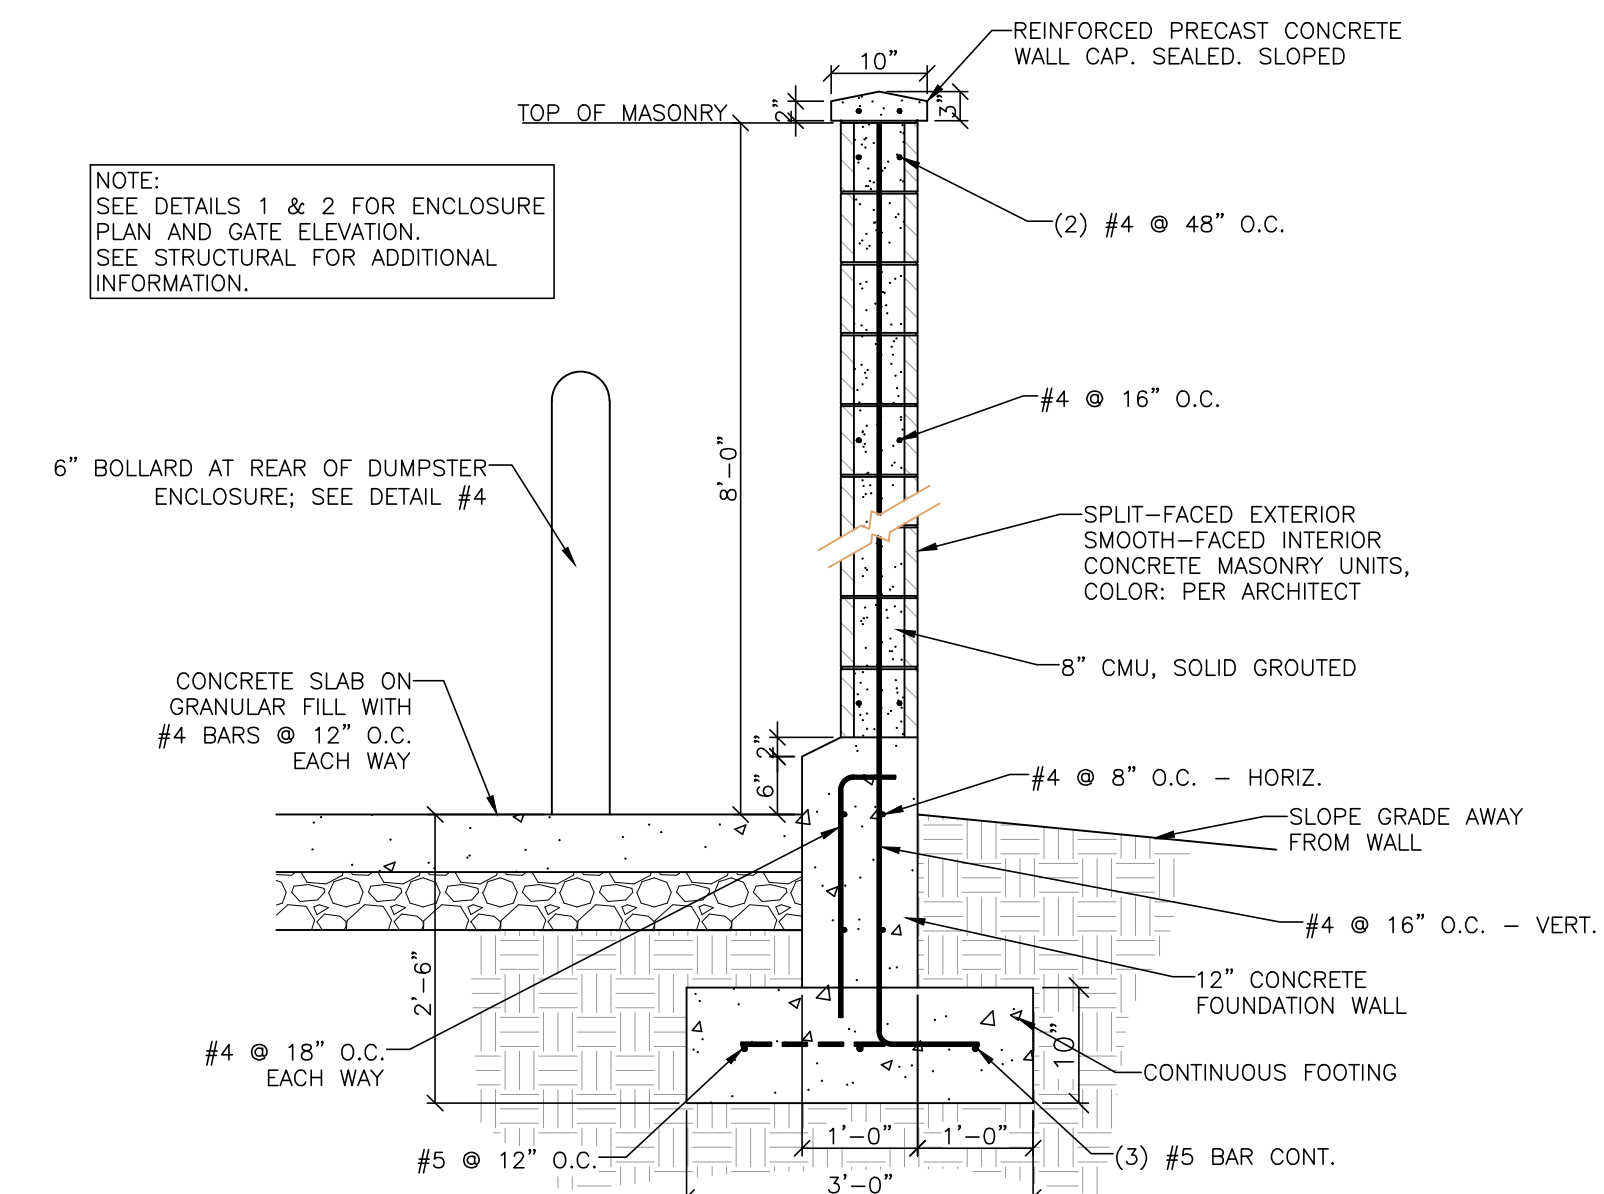 REINFORCED PRECAST CONCRETE
WALL CAP. SEALED. SLOPED
10"
2"
3"
TOP OF MASONRY
NOTE:
SEE DETAILS 1 & 2 FOR ENCLOSURE
PLAN AND GATE ELEVATION.
SEE STRUCTURAL FOR ADDITIONAL
INFORMATION.
(2) #4 @ 48" O.C.
#4 @ 16" O.C.
8'-0"
6" BOLLARD AT REAR OF DUMPSTER
ENCLOSURE; SEE DETAIL #4
SPLIT-FACED EXTERIOR
SMOOTH-FACED INTERIOR
CONCRETE MASONRY UNITS,
COLOR: PER ARCHITECT
8" CMU, SOLID GROUTED
CONCRETE SLAB ON
GRANULAR FILL WITH
#4 BARS @ 12" O.C.
EACH WAY
2"
6"
#4 @ 8" O.C. - HORIZ.
SLOPE GRADE AWAY
FROM WALL
#4 @ 16" O.C. - VERT.
2'-6"
12" CONCRETE
FOUNDATION WALL
#4 @ 18" O.C.
EACH WAY
10"
CONTINUOUS FOOTING
#5 @ 12" O.C.
1'-0"
1'-0"
(3) #5 BAR CONT.
3'-0"